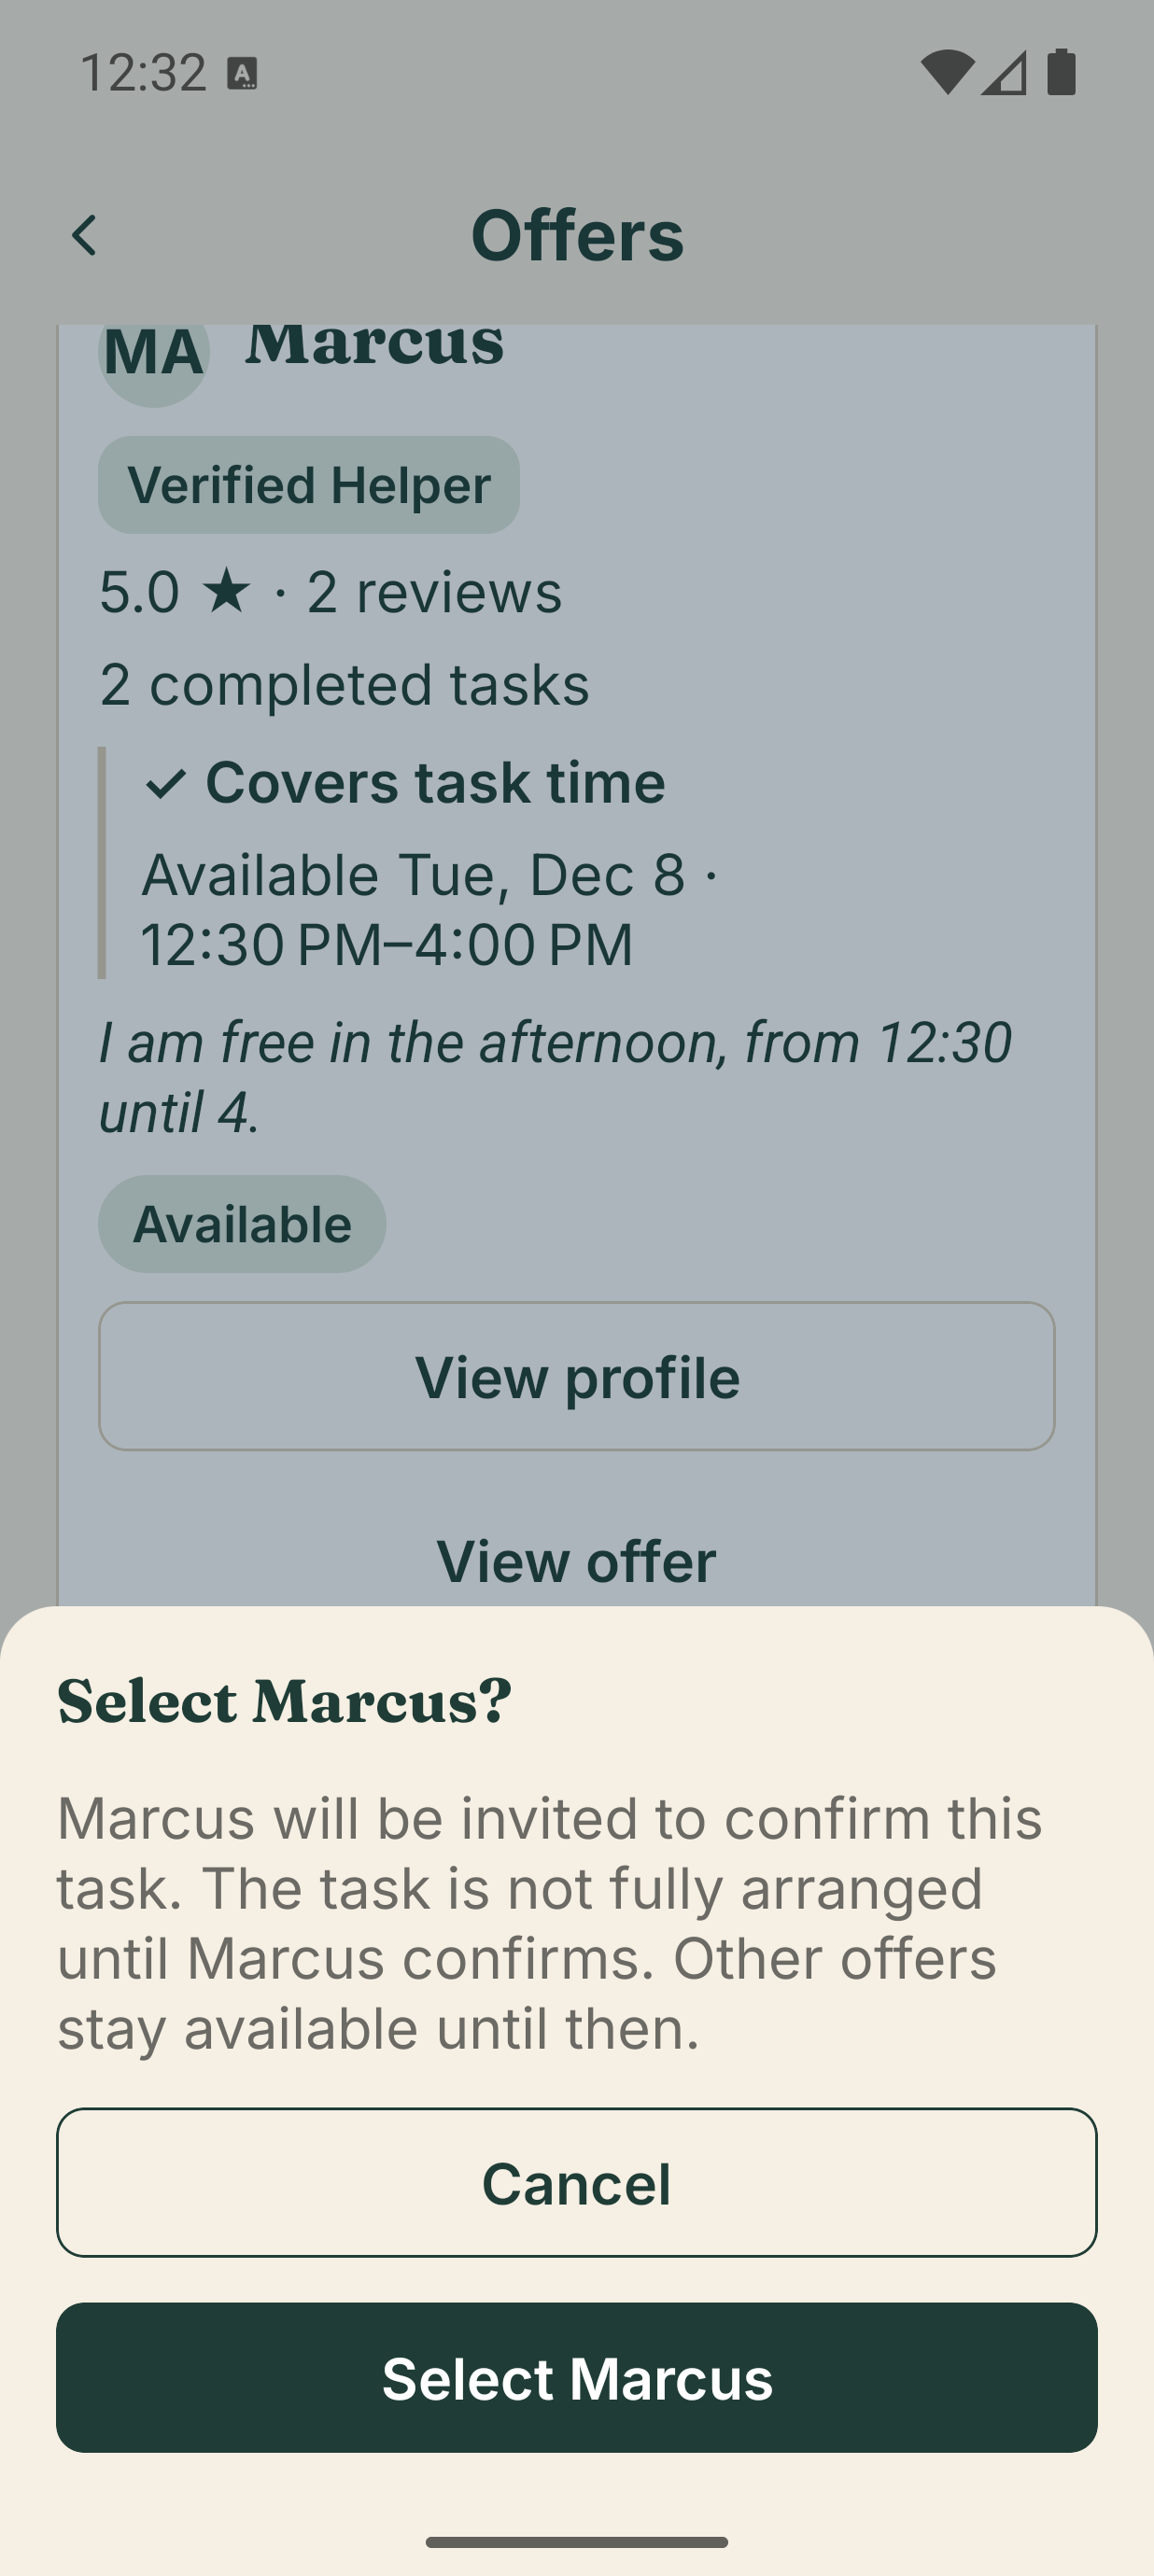 12:32
Offers
MA
Marcus
Verified Helper
5.0 ★ · 2 reviews
2 completed tasks
✓ Covers task time
Available Tue, Dec 8 ·
12:30 PM–4:00 PM
I am free in the afternoon, from 12:30
until 4.
Available
View profile
View offer
Select Marcus?
Marcus will be invited to confirm this
task. The task is not fully arranged
until Marcus confirms. Other offers
stay available until then.
Cancel
Select Marcus